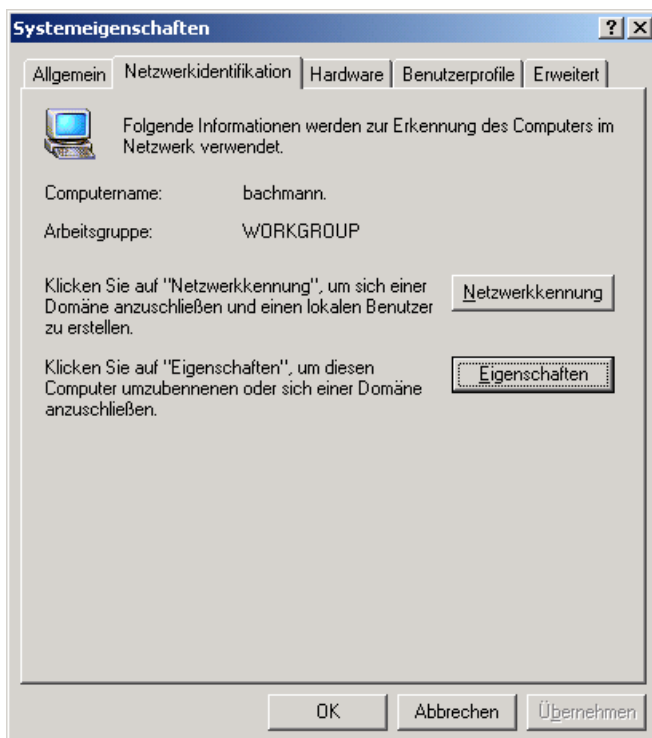 Systemeigenschaften
Allgemein Netzwerkidentifikation Hardware Benutzerprofile Erweitert
Folgende Informationen werden zur Erkennung des Computers im
Netzwerk verwendet.
Computername: bachmann.
Arbeitsgruppe: WORKGROUP
Klicken Sie auf "Netzwerkkennung", um sich einer
Domäne anzuschließen und einen lokalen Benutzer
zu erstellen.
Netzwerkkennung
Klicken Sie auf "Eigenschaften", um diesen
Computer umzubennenen oder sich einer Domäne
anzuschließen.
Eigenschaften
OK Abbrechen Übernehmen